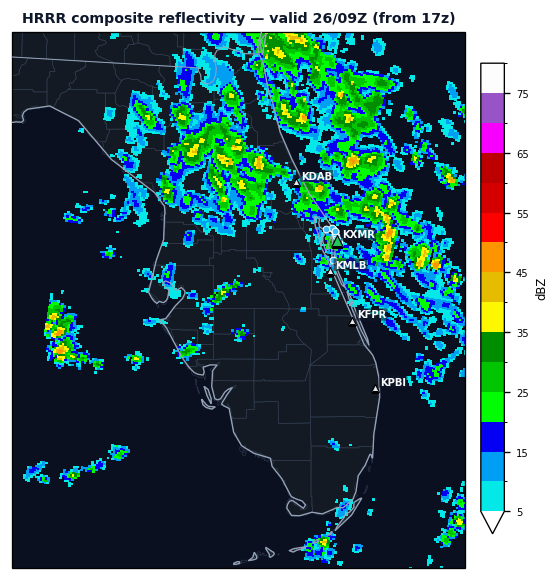 HRRR composite reflectivity — valid 26/09Z (from 17z)
KDAB
KXMR
KMLB
KFPR
KPBI
75
65
55
45
35
25
15
5
dBZ